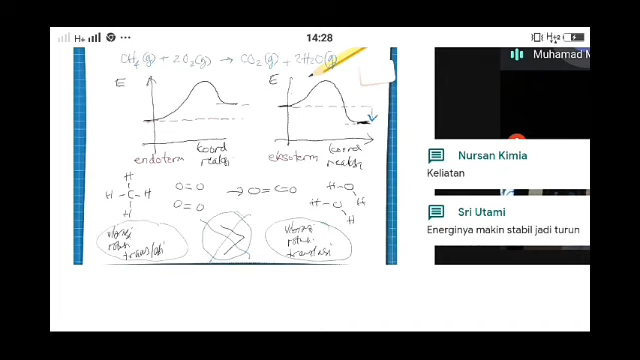 H+
14:28
H+2
CH4(g) + 2O2(g) → CO2(g) + 2H2O(g)
E
E
Muhamad M
koord
reaksi
koord
reaksi
endoterm
eksoterm
Nursan Kimia
Keliatan
H
H-C-H
H
O=O
O=O
→ O=C=O
H-O
H
H-O
H
Sri Utami
Energinya makin stabil jadi turun
vibrasi
rotasi
translasi
>
vibrasi
rotasi
translasi